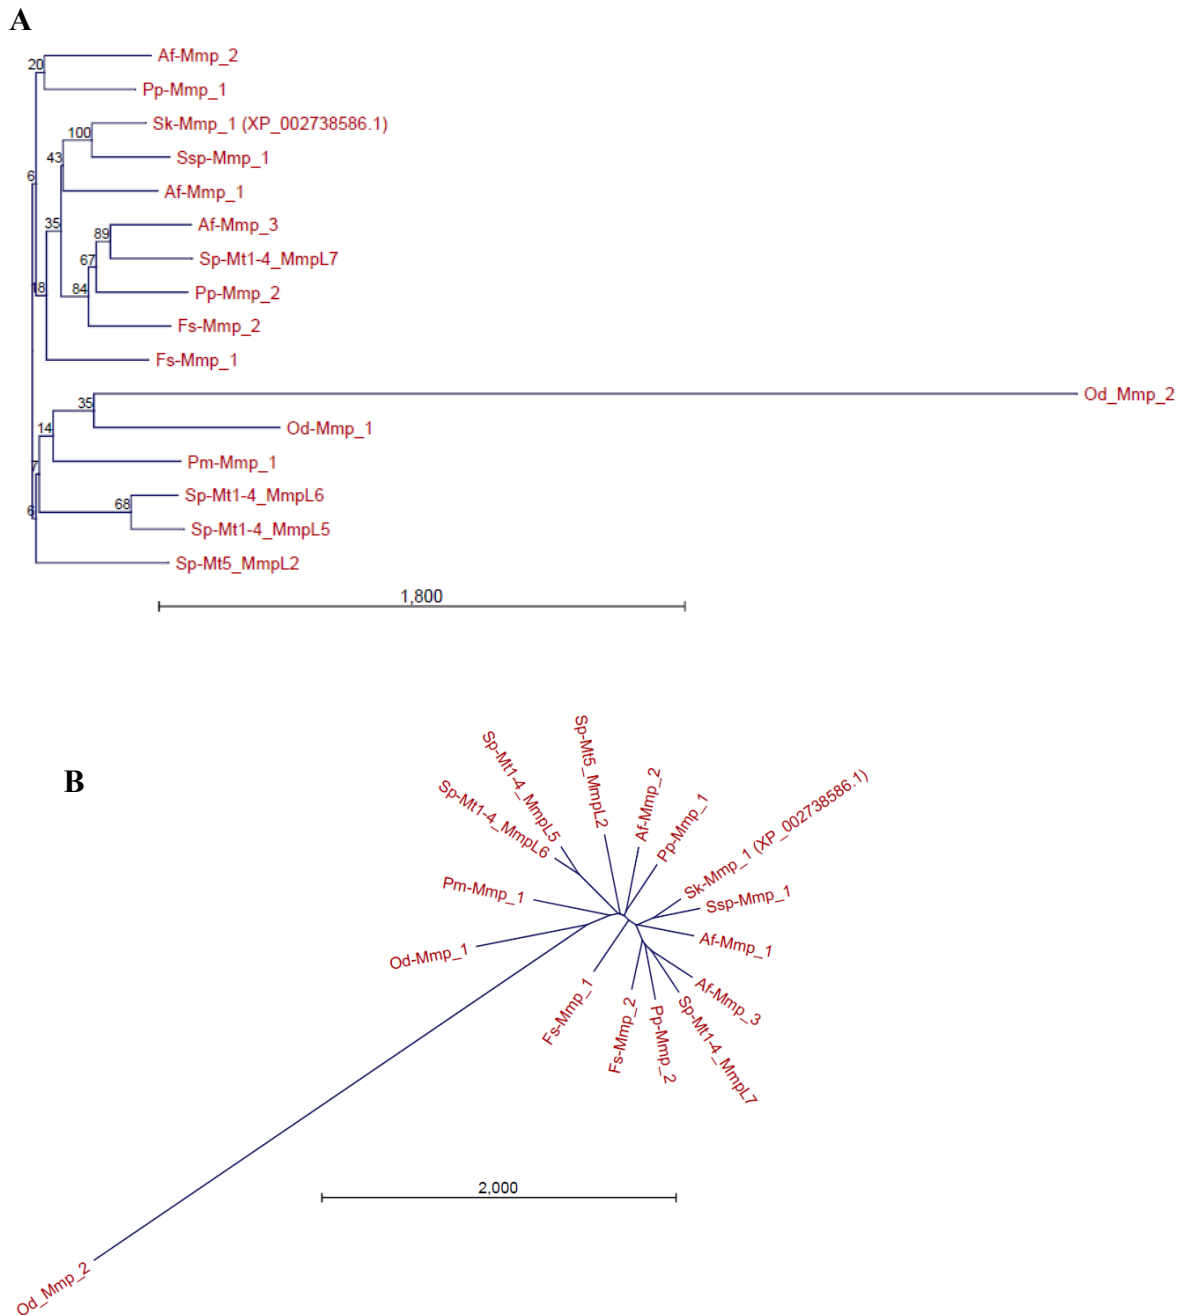 A
20
Af-Mmp_2
Pp-Mmp_1
100
Sk-Mmp_1 (XP_002738586.1)
43
Ssp-Mmp_1
6
Af-Mmp_1
35
Af-Mmp_3
89
67
Sp-Mt1-4_MmpL7
18
84
Pp-Mmp_2
Fs-Mmp_2
Fs-Mmp_1
35
Od_Mmp_2
14
Od-Mmp_1
7
Pm-Mmp_1
68
Sp-Mt1-4_MmpL6
6
Sp-Mt1-4_MmpL5
Sp-Mt5_MmpL2
1,800
B
Sp-Mt1-4_MmpL6
Sp-Mt1-4_MmpL5
Sp-Mt5_MmpL2
Af-Mmp_2
Pp-Mmp_1
Sk-Mmp_1 (XP_002738586.1)
Ssp-Mmp_1
Pm-Mmp_1
Af-Mmp_1
Od-Mmp_1
Af-Mmp_3
Fs-Mmp_1
Fs-Mmp_2
Pp-Mmp_2
Sp-Mt1-4_MmpL7
2,000
Od_Mmp_2